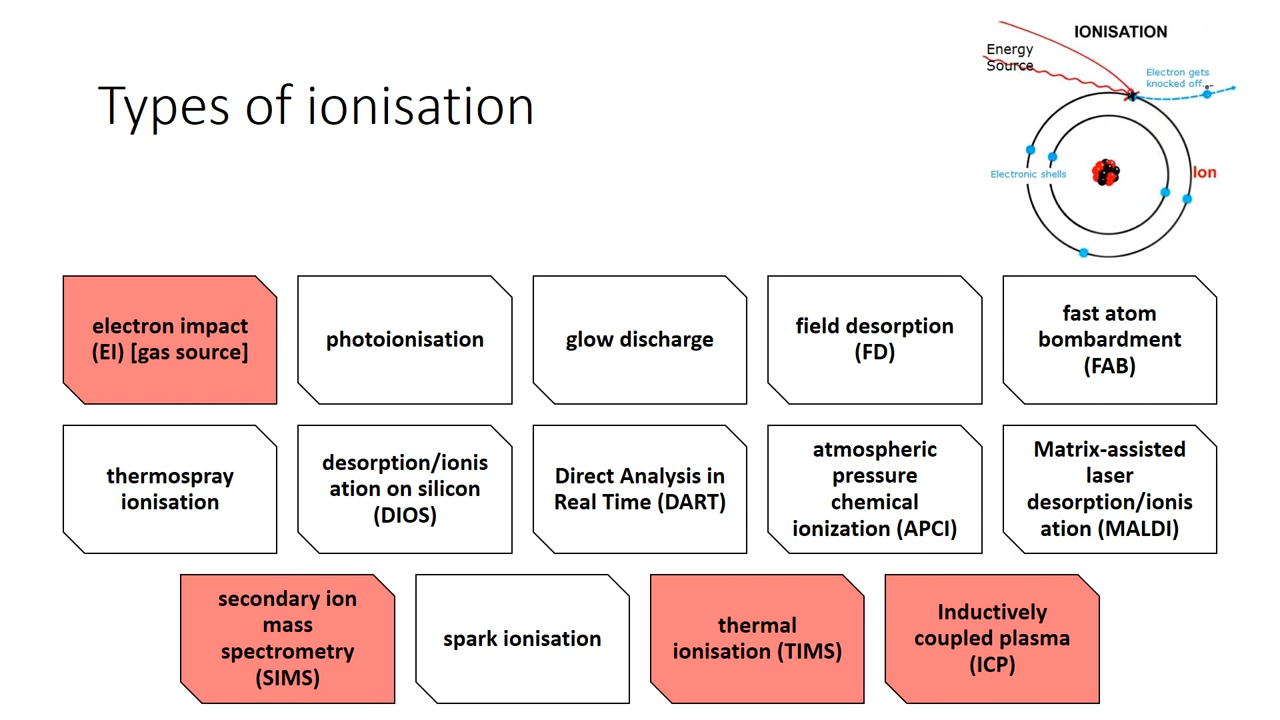 Types of ionisation
IONISATION
Energy
Source
Electron gets
knocked off..
Electronic shells
Ion
electron impact
(EI) [gas source]
photoionisation
glow discharge
field desorption
(FD)
fast atom
bombardment
(FAB)
thermospray
ionisation
desorption/ionis
ation on silicon
(DIOS)
Direct Analysis in
Real Time (DART)
atmospheric
pressure
chemical
ionization (APCI)
Matrix-assisted
laser
desorption/ionis
ation (MALDI)
secondary ion
mass
spectrometry
(SIMS)
spark ionisation
thermal
ionisation (TIMS)
Inductively
coupled plasma
(ICP)